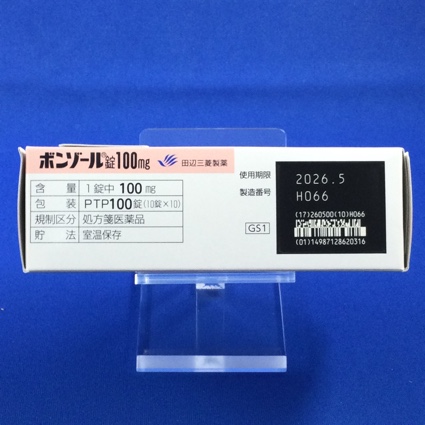 ボンゾール®錠100mg
田辺三菱製薬
含量 1錠中 100mg
包装 PTP100錠(10錠×10)
規制区分 処方箋医薬品
貯法 室温保存
使用期限 2026.5
製造番号 H066
GS1
(17)260500(10)H066
(01)14987128620316